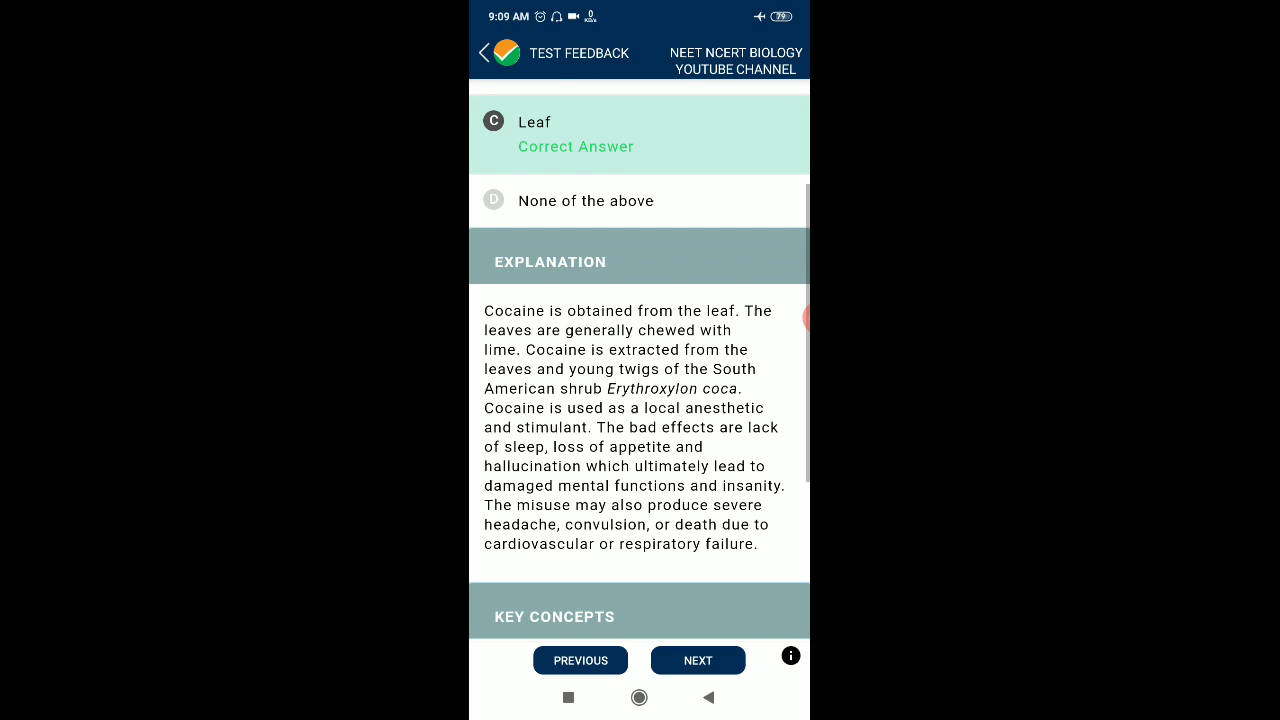 9:09 AM 0 KB/s 79
TEST FEEDBACK
NEET NCERT BIOLOGY
YOUTUBE CHANNEL
C Leaf
Correct Answer
D None of the above
EXPLANATION
Cocaine is obtained from the leaf. The
leaves are generally chewed with
lime. Cocaine is extracted from the
leaves and young twigs of the South
American shrub Erythroxylon coca.
Cocaine is used as a local anesthetic
and stimulant. The bad effects are lack
of sleep, loss of appetite and
hallucination which ultimately lead to
damaged mental functions and insanity.
The misuse may also produce severe
headache, convulsion, or death due to
cardiovascular or respiratory failure.
KEY CONCEPTS
PREVIOUS NEXT